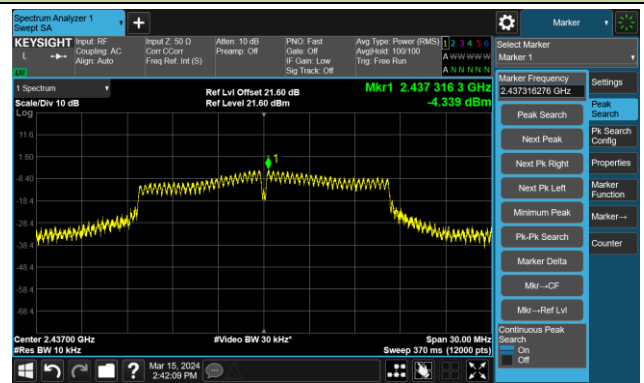 Spectrum Analyzer 1
Swept SA
+
Marker
KEYSIGHT
L
Input: RF
Coupling: AC
Align: Auto
Input Z: 50 Ω
Corr CCorr
Freq Ref: Int (S)
Atten: 10 dB
Preamp: Off
PNO: Fast
Gate: Off
IF Gain: Low
Sig Track: Off
Avg Type: Power (RMS)
Avg|Hold: 100/100
Trig: Free Run
1 2 3 4 5 6
A W W W W W
A N N N N N
LW
Select Marker
Marker 1
1 Spectrum
Scale/Div 10 dB
Log
Ref Lvl Offset 21.60 dB
Ref Level 21.60 dBm
Mkr1 2.437 316 3 GHz
-4.339 dBm
11.6
1.60
-8.40
-18.4
-28.4
-38.4
-48.4
-58.4
-68.4
1
Center 2.43700 GHz
#Res BW 10 kHz
#Video BW 30 kHz*
Span 30.00 MHz
Sweep 370 ms (12000 pts)
Marker Frequency
2.437316276 GHz
Peak Search
Next Peak
Next Pk Right
Next Pk Left
Minimum Peak
Pk-Pk Search
Marker Delta
Mkr→CF
Mkr→Ref Lvl
Continuous Peak
Search
On
Off
Settings
Peak
Search
Pk Search
Config
Properties
Marker
Function
Marker→
Counter
?
Mar 15, 2024
2:42:09 PM